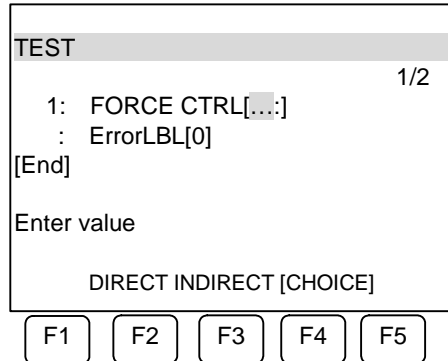 TEST
1/2
1: FORCE CTRL[…:]
: ErrorLBL[0]
[End]
Enter value
DIRECT INDIRECT [CHOICE]
F1 F2 F3 F4 F5